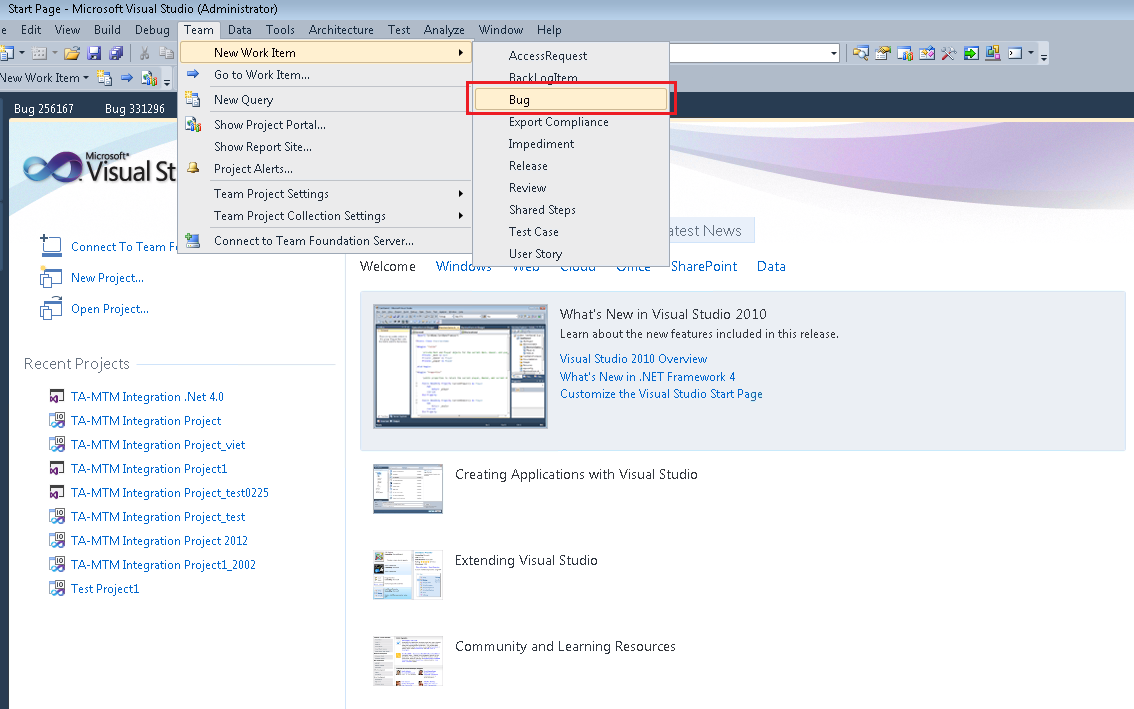 Start Page - Microsoft Visual Studio (Administrator)
e Edit View Build Debug Team Data Tools Architecture Test Analyze Window Help
New Work Item
Bug 256167 Bug 331296
New Work Item
Go to Work Item...
New Query
Show Project Portal...
Show Report Site...
Project Alerts...
Team Project Settings
Team Project Collection Settings
Connect to Team Foundation Server...
AccessRequest
BackLogItem
Bug
Export Compliance
Impediment
Release
Review
Shared Steps
Test Case
User Story
Microsoft®
Visual St
Connect To Team F
New Project...
Open Project...
Recent Projects
TA-MTM Integration .Net 4.0
TA-MTM Integration Project
TA-MTM Integration Project_viet
TA-MTM Integration Project1
TA-MTM Integration Project_test0225
TA-MTM Integration Project_test
TA-MTM Integration Project 2012
TA-MTM Integration Project1_2002
Test Project1
atest News
Welcome Windows Web Cloud Office SharePoint Data
What's New in Visual Studio 2010
Learn about the new features included in this release.
Visual Studio 2010 Overview
What's New in .NET Framework 4
Customize the Visual Studio Start Page
Creating Applications with Visual Studio
Extending Visual Studio
Community and Learning Resources